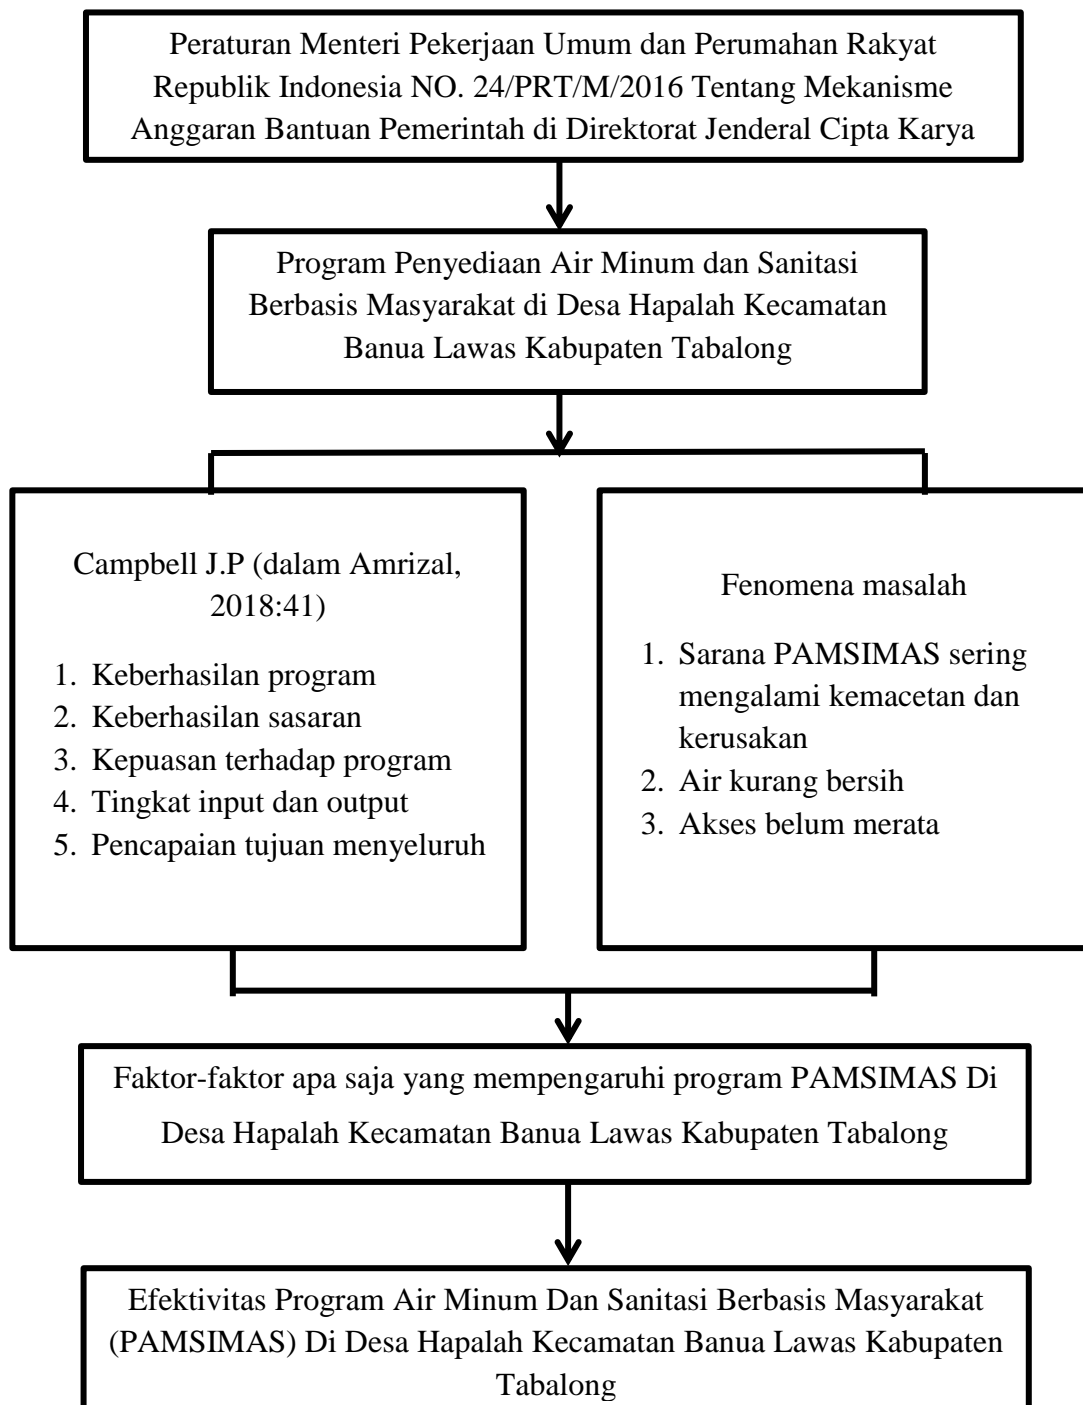 Peraturan Menteri Pekerjaan Umum dan Perumahan Rakyat
Republik Indonesia NO. 24/PRT/M/2016 Tentang Mekanisme
Anggaran Bantuan Pemerintah di Direktorat Jenderal Cipta Karya
Program Penyediaan Air Minum dan Sanitasi
Berbasis Masyarakat di Desa Hapalah Kecamatan
Banua Lawas Kabupaten Tabalong
Campbell J.P (dalam Amrizal,
2018:41)
1. Keberhasilan program
2. Keberhasilan sasaran
3. Kepuasan terhadap program
4. Tingkat input dan output
5. Pencapaian tujuan menyeluruh
Fenomena masalah
1. Sarana PAMSIMAS sering
mengalami kemacetan dan
kerusakan
2. Air kurang bersih
3. Akses belum merata
Faktor-faktor apa saja yang mempengaruhi program PAMSIMAS Di
Desa Hapalah Kecamatan Banua Lawas Kabupaten Tabalong
Efektivitas Program Air Minum Dan Sanitasi Berbasis Masyarakat
(PAMSIMAS) Di Desa Hapalah Kecamatan Banua Lawas Kabupaten
Tabalong